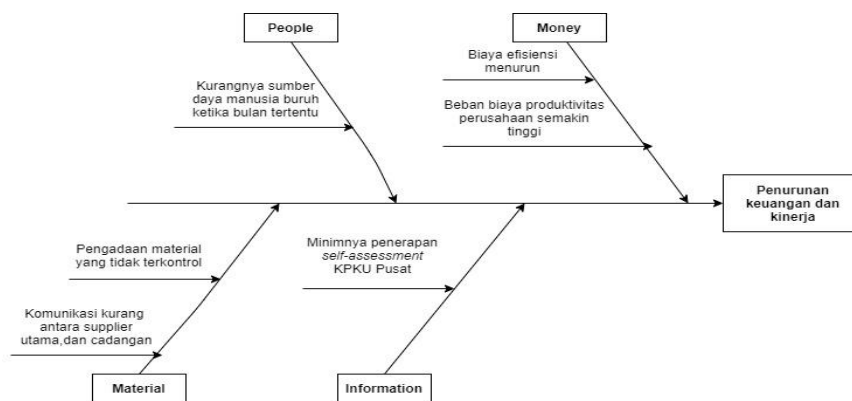 People
Money
Biaya efisiensi
menurun
Kurangnya sumber
daya manusia buruh
ketika bulan tertentu
Beban biaya produktivitas
perusahaan semakin
tinggi
Penurunan
keuangan dan
kinerja
Pengadaan material
yang tidak terkontrol
Minimnya penerapan
self-assessment
KPKU Pusat
Komunikasi kurang
antara supplier
utama,dan cadangan
Material
Information